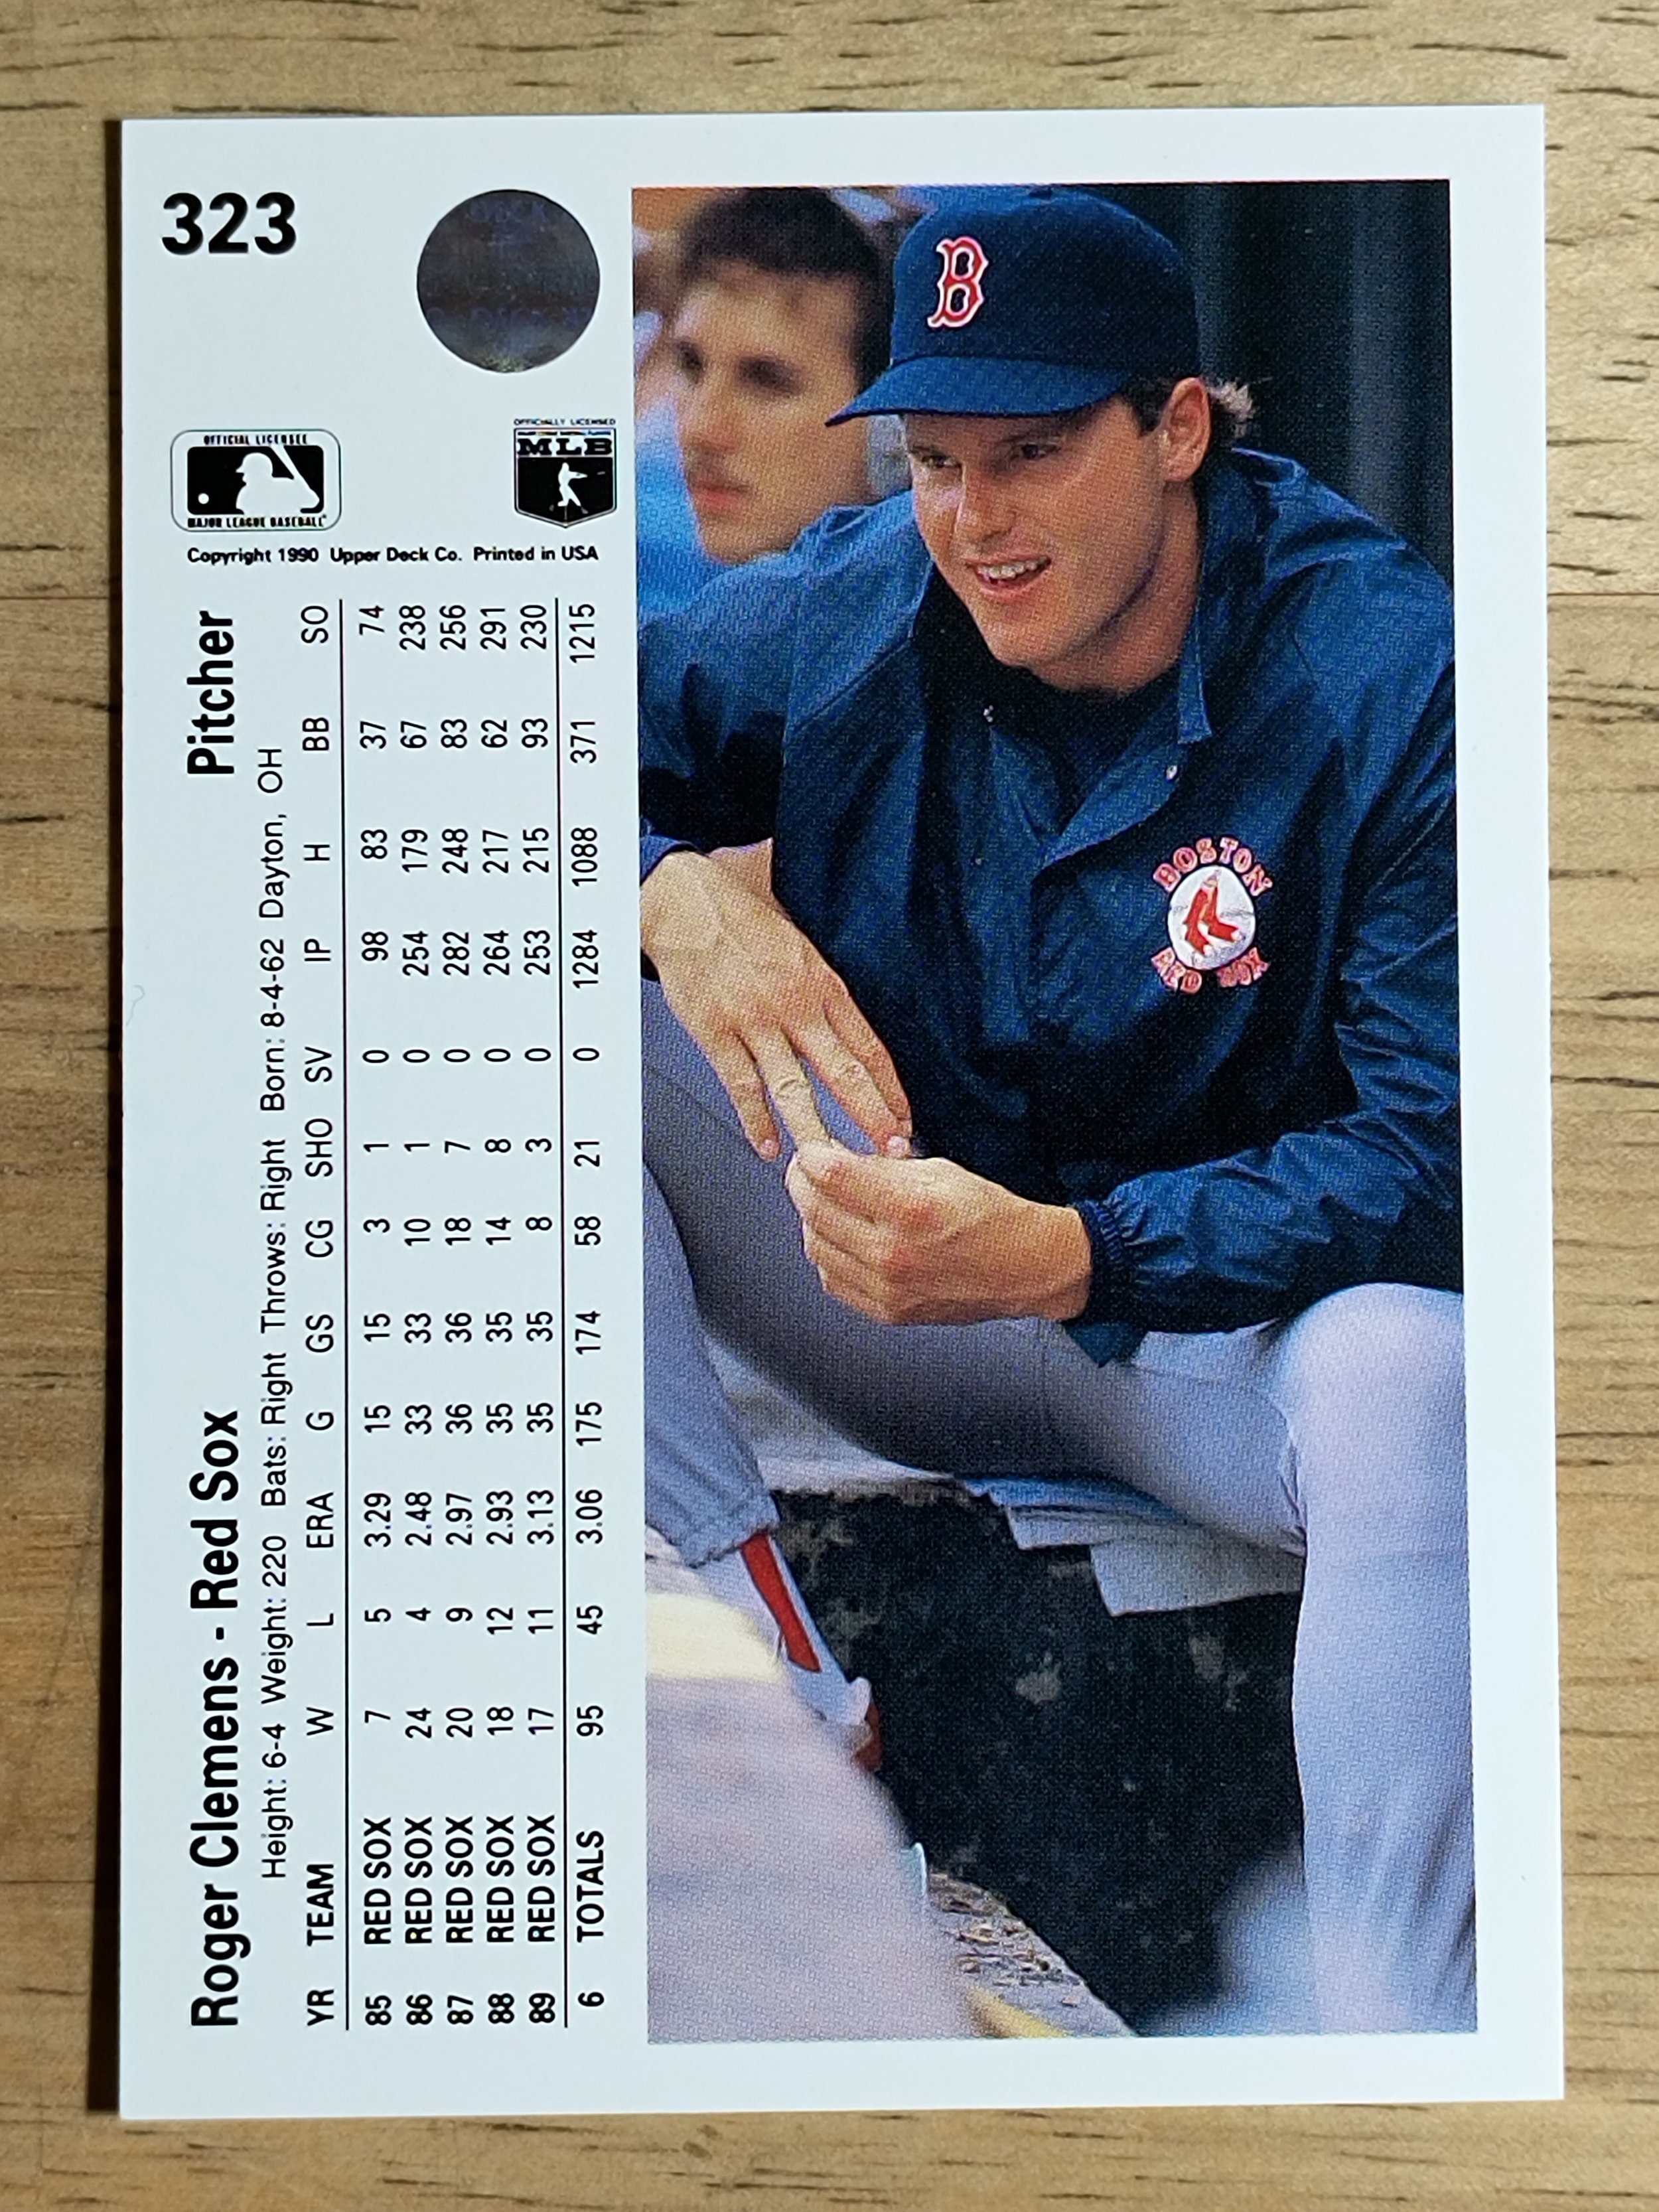 323
OFFICIAL LICENSEE
MAJOR LEAGUE BASEBALL
OFFICIALLY LICENSED
MLB
Copyright 1990 Upper Deck Co. Printed in USA
Roger Clemens - Red Sox Pitcher
Height: 6-4 Weight: 220 Bats: Right Throws: Right Born: 8-4-62 Dayton, OH
YR TEAM W L ERA G GS CG SHO SV IP H BB SO
85 RED SOX 7 5 3.29 15 15 3 1 0 98 83 37 74
86 RED SOX 24 4 2.48 33 33 10 1 0 254 179 67 238
87 RED SOX 20 9 2.97 36 36 18 7 0 282 248 83 256
88 RED SOX 18 12 2.93 35 35 14 8 0 264 217 62 291
89 RED SOX 17 11 3.13 35 35 8 3 0 253 215 93 230
6 TOTALS 95 45 3.06 175 174 58 21 0 1284 1088 371 1215
B
BOSTON
RED SOX